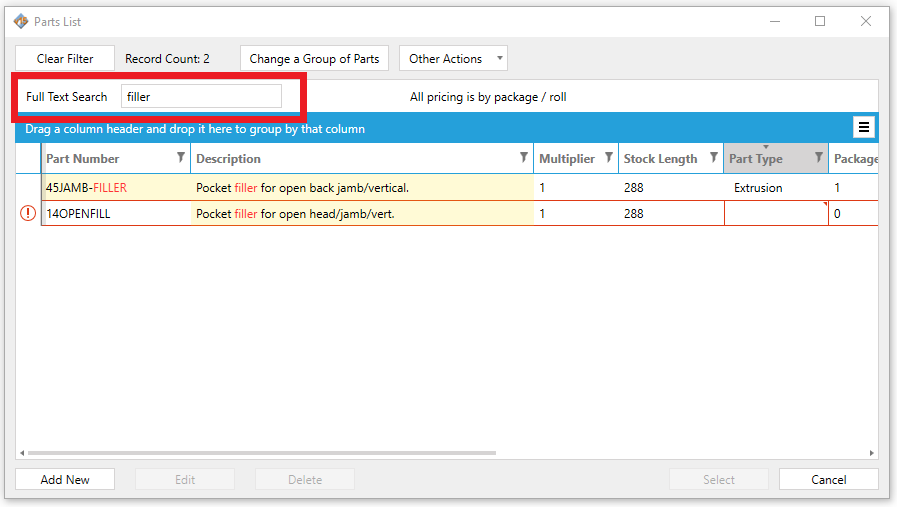 Parts List
Clear Filter Record Count: 2 Change a Group of Parts Other Actions
Full Text Search filler All pricing is by package / roll
Drag a column header and drop it here to group by that column
Part Number Description Multiplier Stock Length Part Type Package
45JAMB-FILLER Pocket filler for open back jamb/vertical. 1 288 Extrusion 1
14OPENFILL Pocket filler for open head/jamb/vert. 1 288 0
Add New Edit Delete Select Cancel